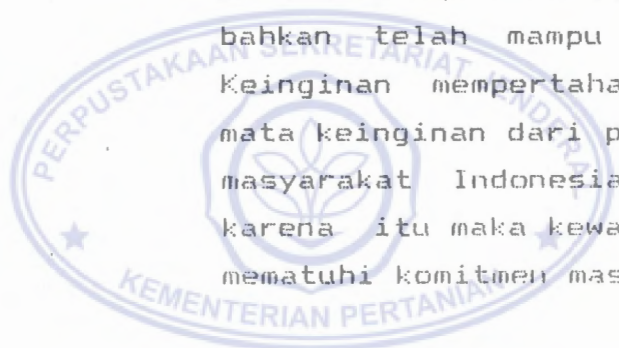 bahkan telah mampu
Keinginan mempertaha
mata keinginan dari p
masyarakat Indonesia
karena itu maka kewa
mematuhi komitmen mas
PERPUSTAKAAN SEKRETARIAT JENDERAL
KEMENTERIAN PERTANIAN